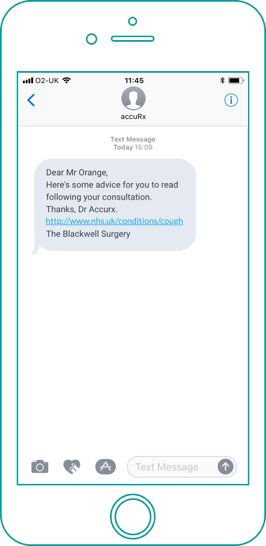 O2-UK 11:45
accuRx
Text Message
Today 15:09
Dear Mr Orange,
Here's some advice for you to read
following your consultation.
Thanks, Dr Accurx.
http://www.nhs.uk/conditions/cough
The Blackwell Surgery
Text Message